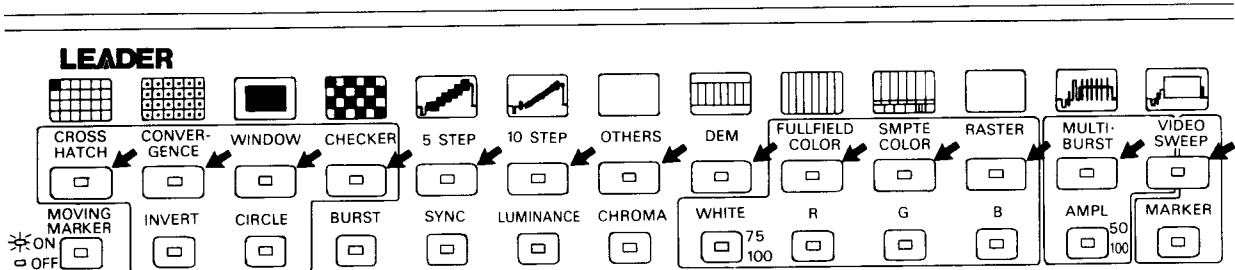 LEADER
CROSS HATCH
CONVER-GENCE
WINDOW
CHECKER
5 STEP
10 STEP
OTHERS
DEM
FULLFIELD COLOR
SMPTE COLOR
RASTER
MULTI-BURST
VIDEO SWEEP
MOVING MARKER
ON
OFF
INVERT
CIRCLE
BURST
SYNC
LUMINANCE
CHROMA
WHITE
75
100
R
G
B
AMPL
50
100
MARKER